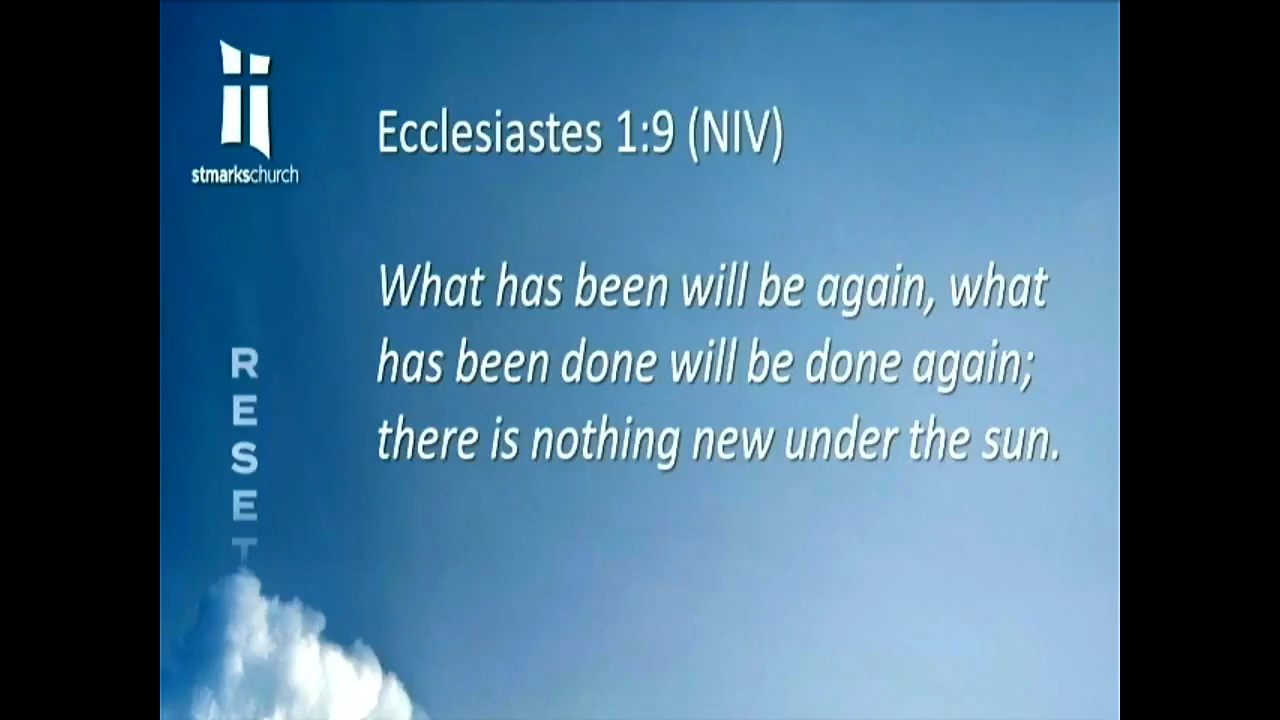 stmarkschurch
Ecclesiastes 1:9 (NIV)
What has been will be again, what
has been done will be done again;
there is nothing new under the sun.
R
E
S
E
T